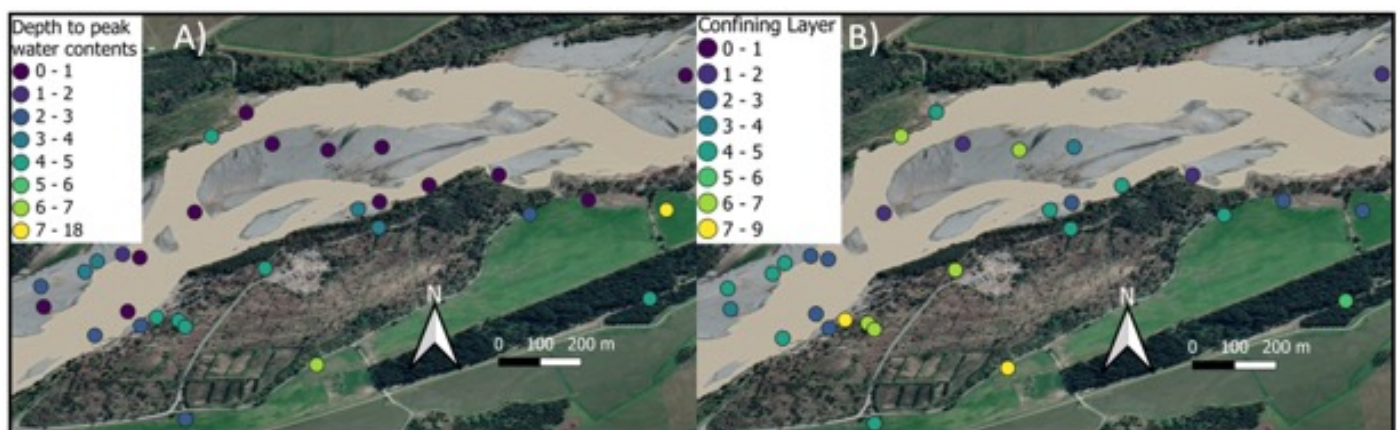 Depth to peak
water contents
A)
0 - 1
1 - 2
2 - 3
3 - 4
4 - 5
5 - 6
6 - 7
7 - 18
N
0 100 200 m
Confining Layer
B)
0 - 1
1 - 2
2 - 3
3 - 4
4 - 5
5 - 6
6 - 7
7 - 9
N
0 100 200 m